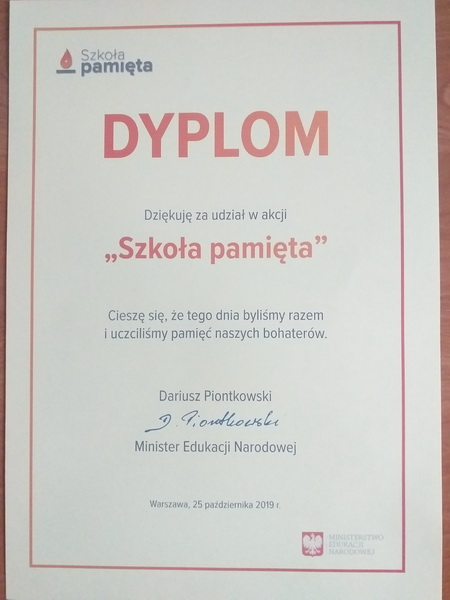 Szkoła
pamięta
DYPLOM
Dziękuję za udział w akcji
„Szkoła pamięta”
Cieszę się, że tego dnia byliśmy razem
i uczciliśmy pamięć naszych bohaterów.
Dariusz Piontkowski
D. Piontkowski
Minister Edukacji Narodowej
Warszawa, 25 października 2019 r.
MINISTERSTWO
EDUKACJI
NARODOWEJ